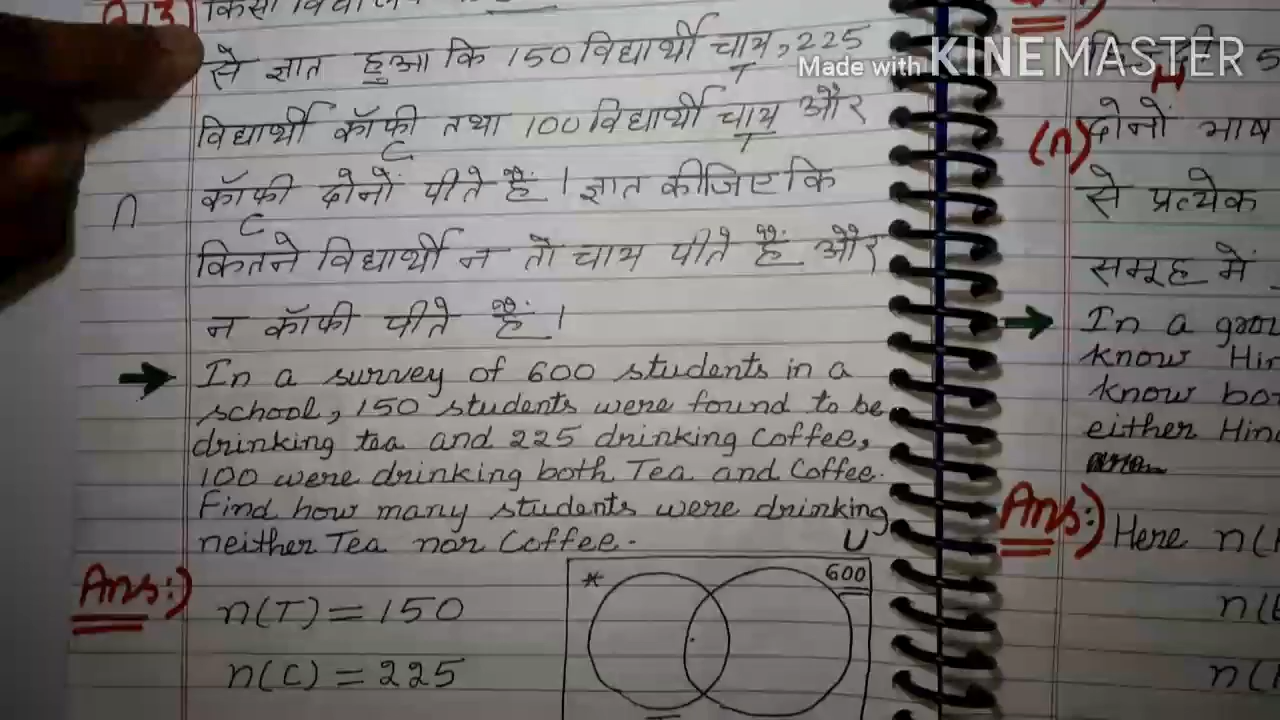 Q.13)
से ज्ञात हुआ कि 150 विद्यार्थी चाय, 225
T
विद्यार्थी कॉफी तथा 100 विद्यार्थी चाय और
C T
कॉफी दोनों पीते हैं । ज्ञात कीजिए कि
C
n
कितने विद्यार्थी न तो चाय पीते हैं और
न कॉफी पीते हैं ।
In a survey of 600 students in a
school, 150 students were found to be
drinking tea and 225 drinking Coffee,
100 were drinking both Tea and Coffee.
Find how many students were drinking
neither Tea nor Coffee.
Ans:)
n(T) = 150
n(C) = 225
U
600
Made with KINEMASTER
H
(n) दोनों भाष
से प्रत्येक
समूह में
In a grou
know Hin
know bot
either Hind
Ans:) Here n(
n(
n(